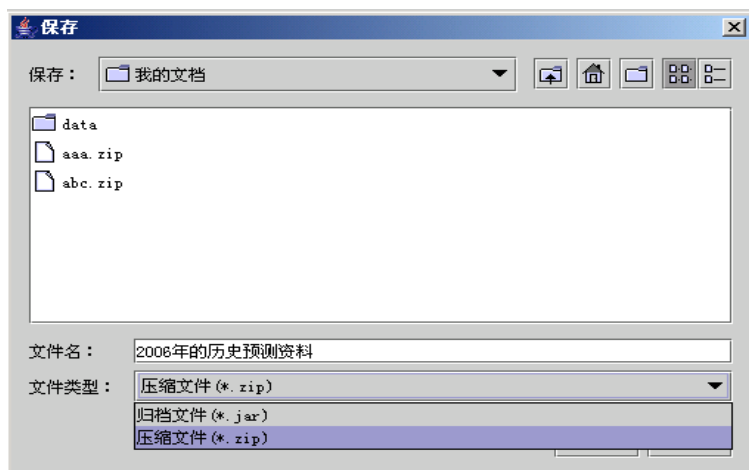 保存
保存： 我的文档
data
aaa.zip
abc.zip
文件名： 2006年的历史预测资料
文件类型： 压缩文件(*.zip)
归档文件(*.jar)
压缩文件(*.zip)